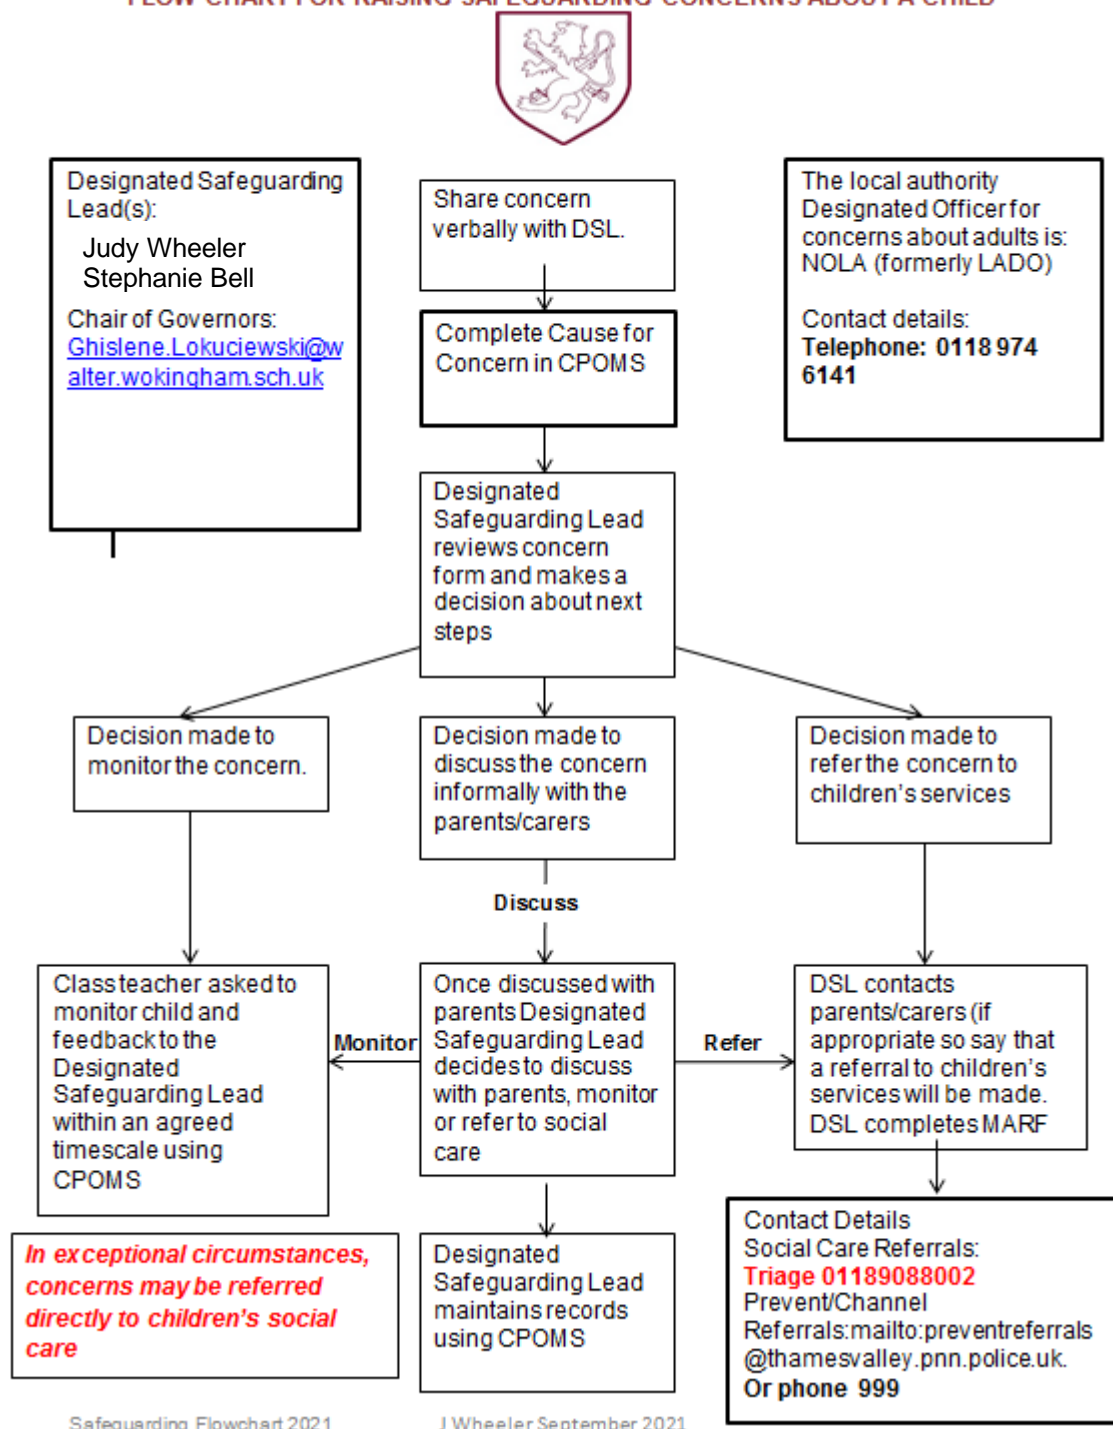 FLOW CHART FOR RAISING SAFEGUARDING CONCERNS ABOUT A CHILD
Designated Safeguarding
Lead(s):
Judy Wheeler
Stephanie Bell
Chair of Governors:
Ghislene.Lokuciewski@w
alter.wokingham.sch.uk
Share concern
verbally with DSL.
The local authority
Designated Officer for
concerns about adults is:
NOLA (formerly LADO)
Contact details:
Telephone: 0118 974
6141
Complete Cause for
Concern in CPOMS
Designated
Safeguarding Lead
reviews concern
form and makes a
decision about next
steps
Decision made to
monitor the concern.
Decision made to
discuss the concern
informally with the
parents/carers
Decision made to
refer the concern to
children's services
Discuss
Class teacher asked to
monitor child and
feedback to the
Designated
Safeguarding Lead
within an agreed
timescale using
CPOMS
Monitor
Once discussed with
parents Designated
Safeguarding Lead
decides to discuss
with parents, monitor
or refer to social
care
Refer
DSL contacts
parents/carers (if
appropriate so say that
a referral to children's
services will be made.
DSL completes MARF
In exceptional circumstances,
concerns may be referred
directly to children's social
care
Designated
Safeguarding Lead
maintains records
using CPOMS
Contact Details
Social Care Referrals:
Triage 01189088002
Prevent/Channel
Referrals:mailto:preventreferrals
@thamesvalley.pnn.police.uk.
Or phone 999
Safeguarding Flowchart 2021
J Wheeler September 2021